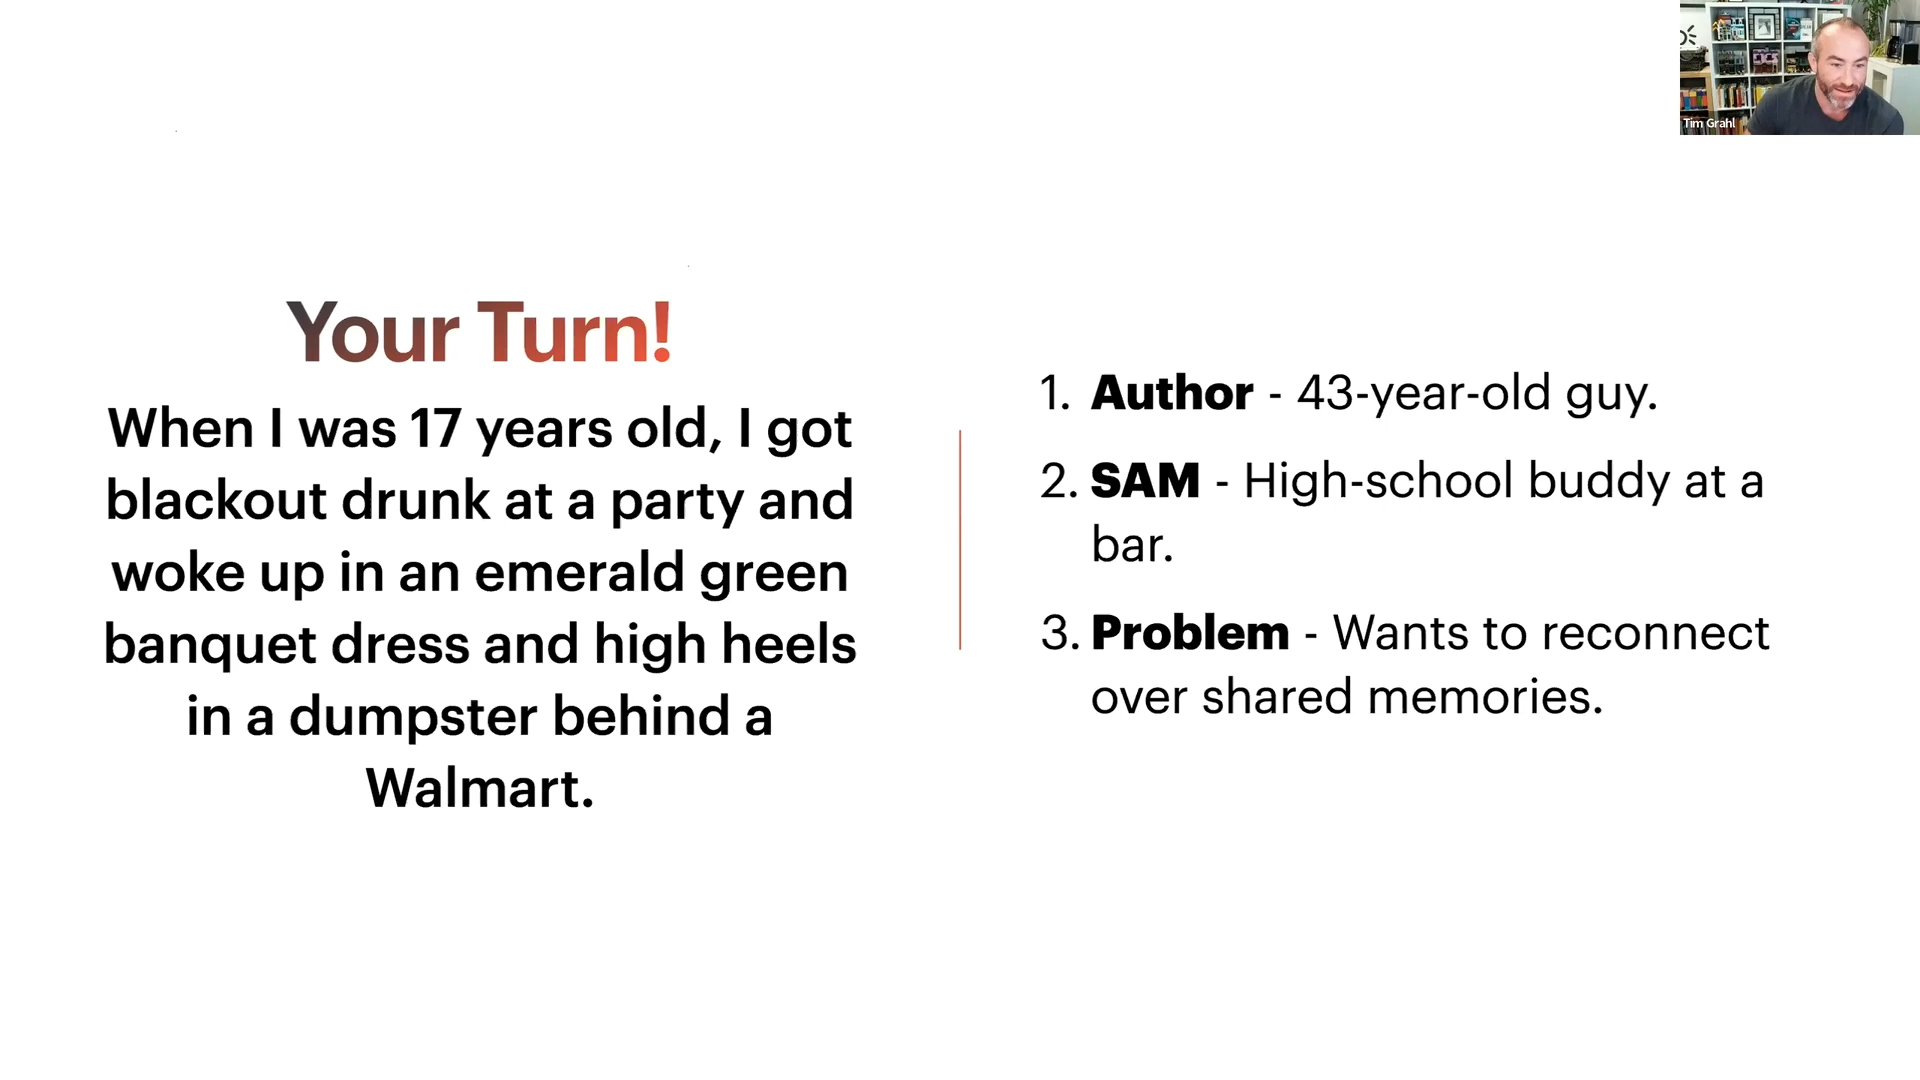 Tim Grahl
Your Turn!
When I was 17 years old, I got
blackout drunk at a party and
woke up in an emerald green
banquet dress and high heels
in a dumpster behind a
Walmart.
1. Author - 43-year-old guy.
2. SAM - High-school buddy at a
bar.
3. Problem - Wants to reconnect
over shared memories.